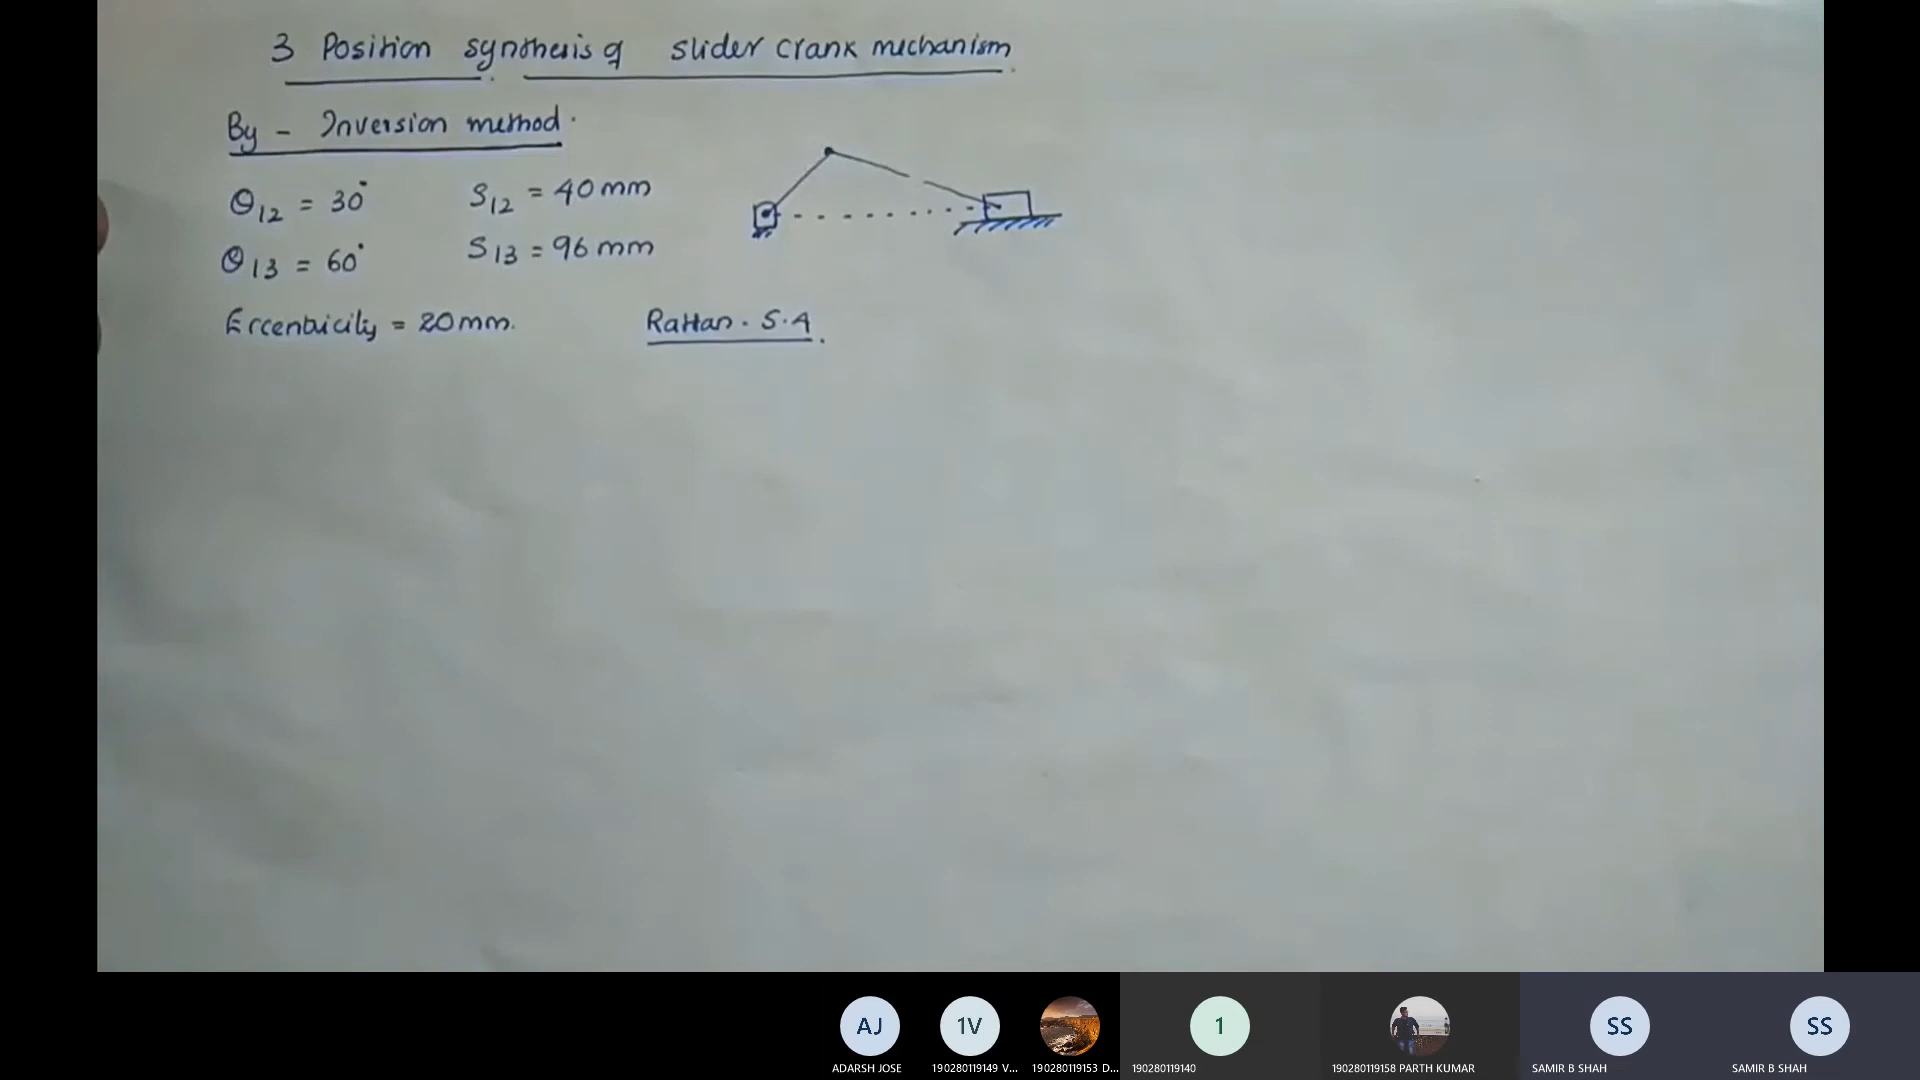 3 Position synthesis of slider crank mechanism.
By - Inversion method.
θ12 = 30° S12 = 40 mm
θ13 = 60° S13 = 96 mm
Eccentricity = 20 mm. Rattan. S.A.
AJ 1V 1 SS SS
ADARSH JOSE 190280119149 V... 190280119153 D... 190280119140 190280119158 PARTH KUMAR SAMIR B SHAH SAMIR B SHAH